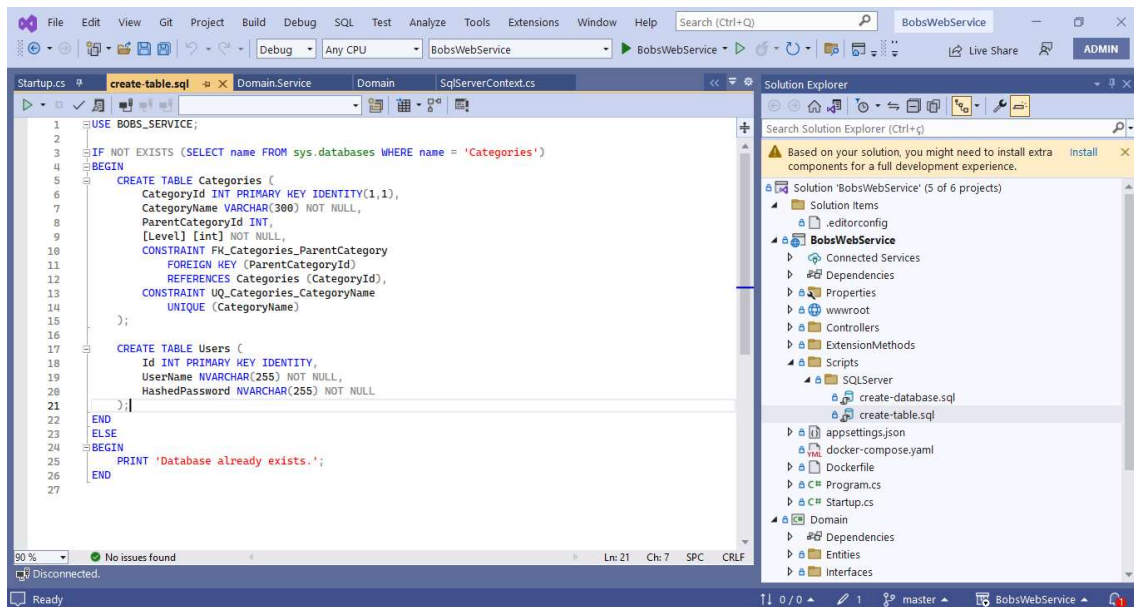 File Edit View Git Project Build Debug SQL Test Analyze Tools Extensions Window Help Search (Ctrl+Q) BobsWebService
Debug Any CPU BobsWebService BobsWebService Live Share ADMIN
Startup.cs create-table.sql Domain.Service Domain SqlServerContext.cs
1 USE BOBS_SERVICE;
2
3 IF NOT EXISTS (SELECT name FROM sys.databases WHERE name = 'Categories')
4 BEGIN
5 CREATE TABLE Categories (
6 CategoryId INT PRIMARY KEY IDENTITY(1,1),
7 CategoryName VARCHAR(300) NOT NULL,
8 ParentCategoryId INT,
9 [Level] [int] NOT NULL,
10 CONSTRAINT FK_Categories_ParentCategory
11 FOREIGN KEY (ParentCategoryId)
12 REFERENCES Categories (CategoryId),
13 CONSTRAINT UQ_Categories_CategoryName
14 UNIQUE (CategoryName)
15 );
16
17 CREATE TABLE Users (
18 Id INT PRIMARY KEY IDENTITY,
19 UserName NVARCHAR(255) NOT NULL,
20 HashedPassword NVARCHAR(255) NOT NULL
21 );
22 END
23 ELSE
24 BEGIN
25 PRINT 'Database already exists.';
26 END
27
90 % No issues found Ln: 21 Ch: 7 SPC CRLF
Disconnected.
Solution Explorer
Search Solution Explorer (Ctrl+ç)
Based on your solution, you might need to install extra Install
components for a full development experience.
Solution 'BobsWebService' (5 of 6 projects)
Solution Items
.editorconfig
BobsWebService
Connected Services
Dependencies
Properties
wwwroot
Controllers
ExtensionMethods
Scripts
SQLServer
create-database.sql
create-table.sql
appsettings.json
YML docker-compose.yaml
Dockerfile
C# Program.cs
C# Startup.cs
C# Domain
Dependencies
Entities
Interfaces
Ready 0 / 0 1 master BobsWebService 1